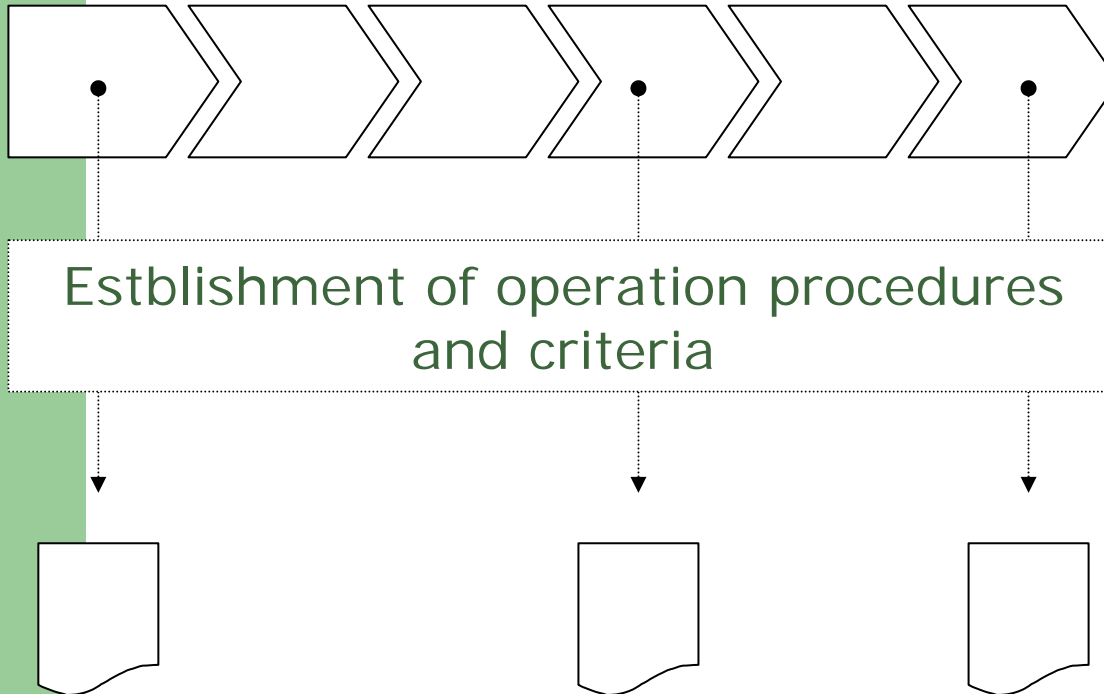 Estblishment of operation procedures
and criteria